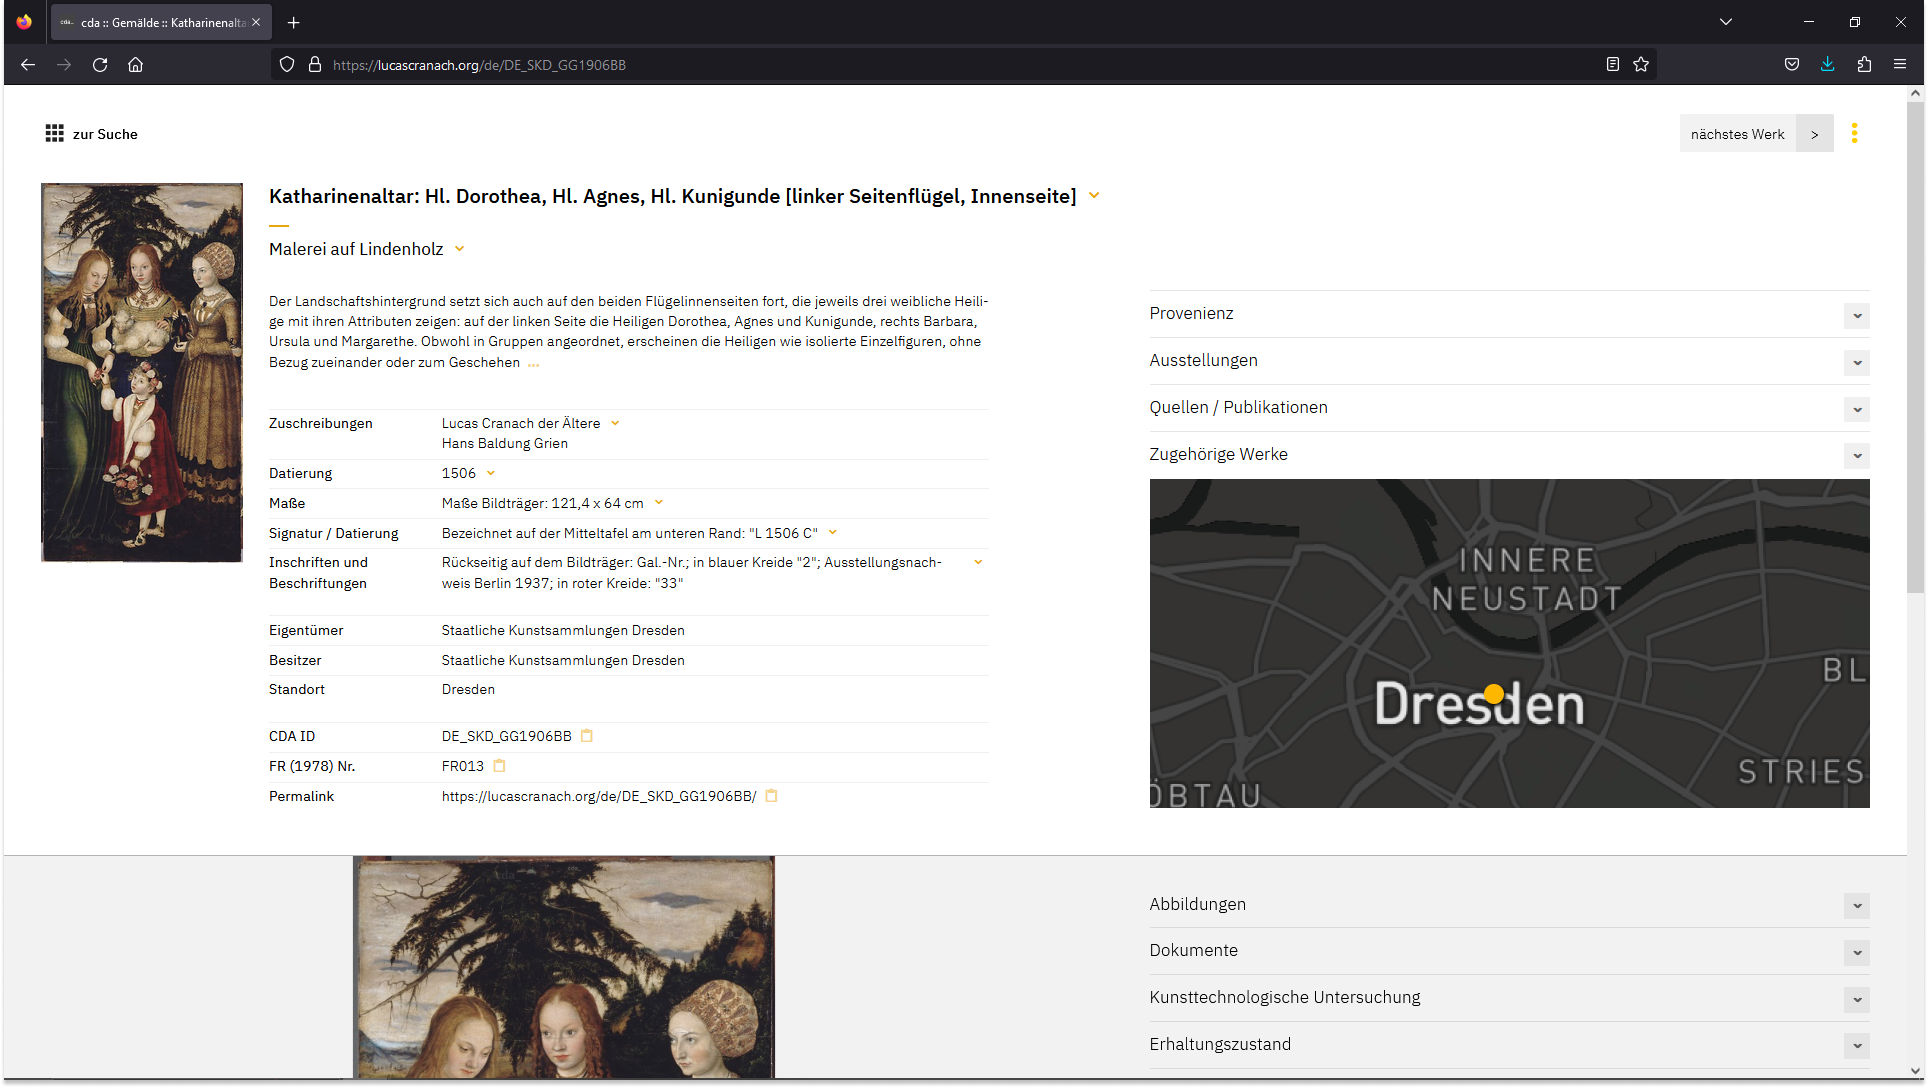 cda :: Gemälde :: Katharinenalta
https://lucascranach.org/de/DE_SKD_GG1906BB
zur Suche
nächstes Werk >
Katharinenaltar: Hl. Dorothea, Hl. Agnes, Hl. Kunigunde [linker Seitenflügel, Innenseite]
Malerei auf Lindenholz
Der Landschaftshintergrund setzt sich auch auf den beiden Flügelinnenseiten fort, die jeweils drei weibliche Heili-
ge mit ihren Attributen zeigen: auf der linken Seite die Heiligen Dorothea, Agnes und Kunigunde, rechts Barbara,
Ursula und Margarethe. Obwohl in Gruppen angeordnet, erscheinen die Heiligen wie isolierte Einzelfiguren, ohne
Bezug zueinander oder zum Geschehen ...
Zuschreibungen Lucas Cranach der Ältere
Hans Baldung Grien
Datierung 1506
Maße Maße Bildträger: 121,4 x 64 cm
Signatur / Datierung Bezeichnet auf der Mitteltafel am unteren Rand: "L 1506 C"
Inschriften und Beschriftungen
Rückseitig auf dem Bildträger: Gal.-Nr.; in blauer Kreide "2"; Ausstellungsnach-
weis Berlin 1937; in roter Kreide: "33"
Eigentümer Staatliche Kunstsammlungen Dresden
Besitzer Staatliche Kunstsammlungen Dresden
Standort Dresden
CDA ID DE_SKD_GG1906BB
FR (1978) Nr. FR013
Permalink https://lucascranach.org/de/DE_SKD_GG1906BB/
Provenienz
Ausstellungen
Quellen / Publikationen
Zugehörige Werke
INNERE
NEUSTADT
BL
Dresden
STRIES
ÖBTAU
Abbildungen
Dokumente
Kunsttechnologische Untersuchung
Erhaltungszustand